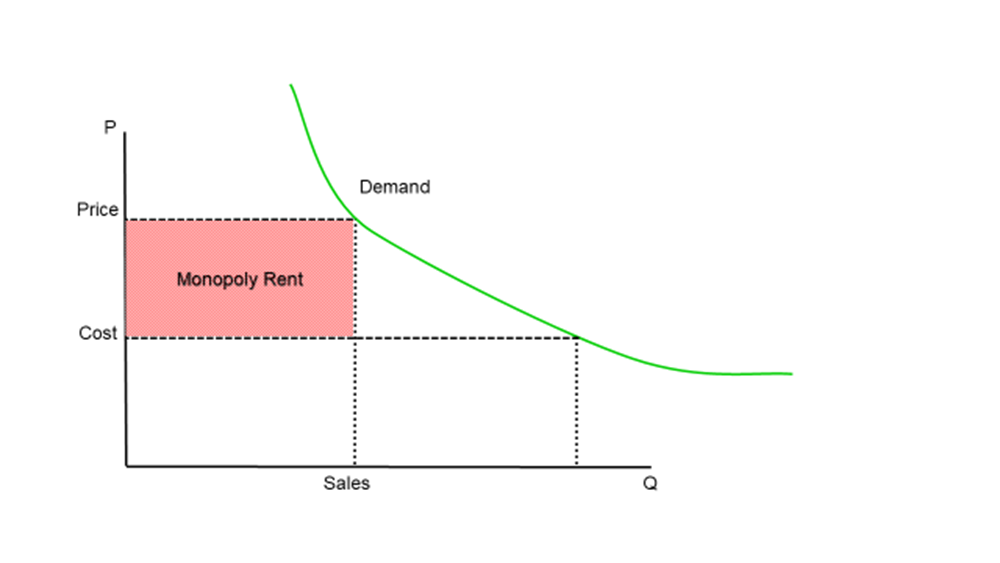 P
Demand
Price
Monopoly Rent
Cost
Sales
Q